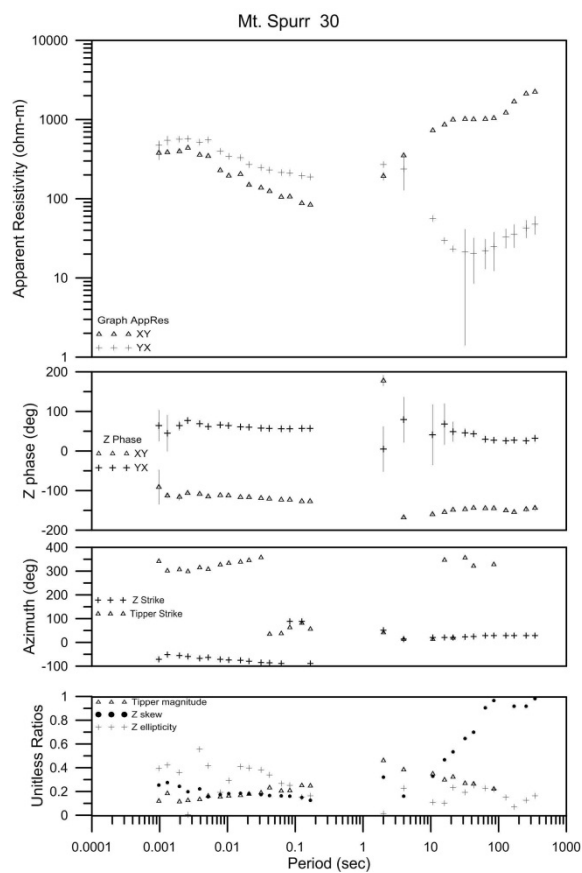 Mt. Spurr 30
Apparent Resistivity (ohm-m)
10000
1000
100
10
1
Graph AppRes
XY
YX
Z phase (deg)
200
100
0
-100
-200
Z Phase
XY
YX
Azimuth (deg)
400
300
200
100
0
-100
Z Strike
Tipper Strike
Unitless Ratios
1
0.8
0.6
0.4
0.2
0
Tipper magnitude
Z skew
Z ellipticity
0.0001 0.001 0.01 0.1 1 10 100 1000
Period (sec)